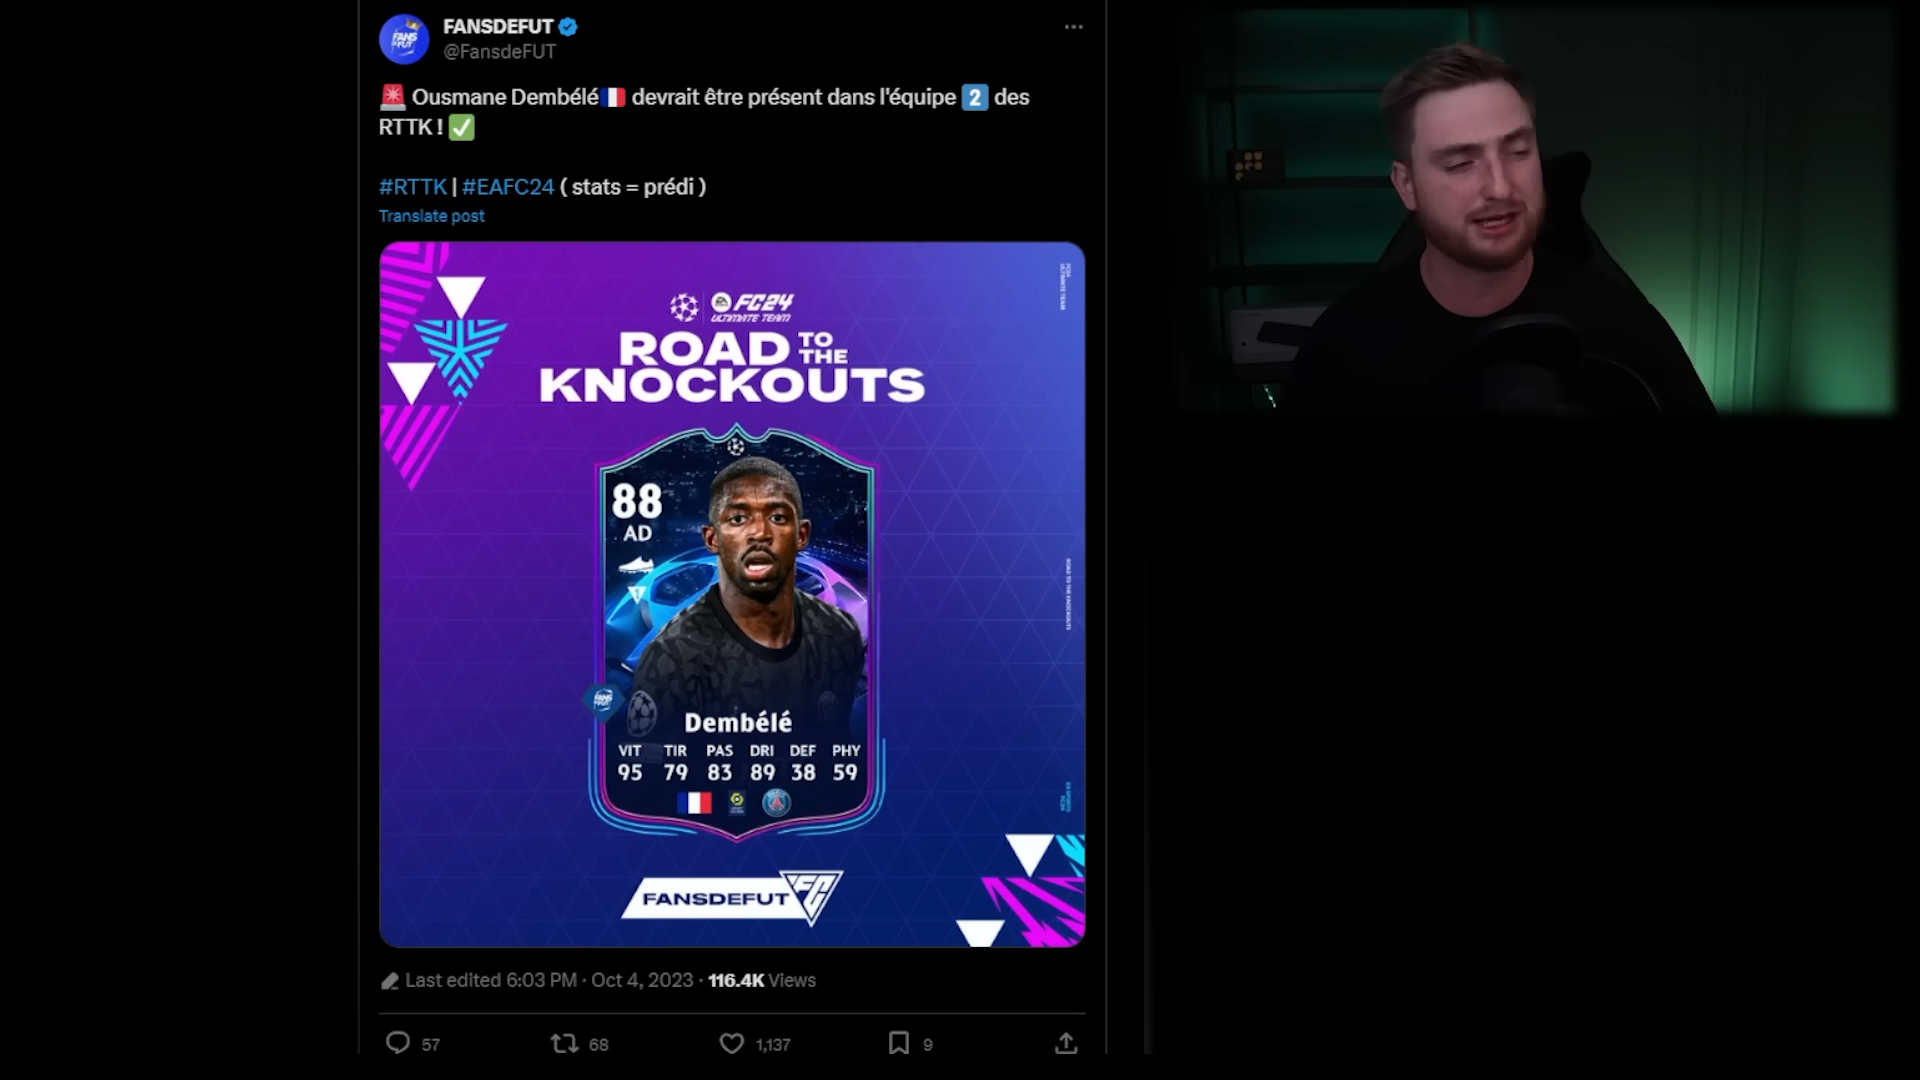 FANSDEFUT
@FansdeFUT
🚨 Ousmane Dembélé🇫🇷 devrait être présent dans l'équipe 2️⃣ des
RTTK ! ✅
#RTTK | #EAFC24 ( stats = prédi )
Translate post
FC24
ULTIMATE TEAM
ROAD TO THE
KNOCKOUTS
88
AD
FANS
FUT
Dembélé
VIT TIR PAS DRI DEF PHY
95 79 83 89 38 59
FANSDEFUT FC
Last edited 6:03 PM · Oct 4, 2023 · 116.4K Views
57 68 1,137 9